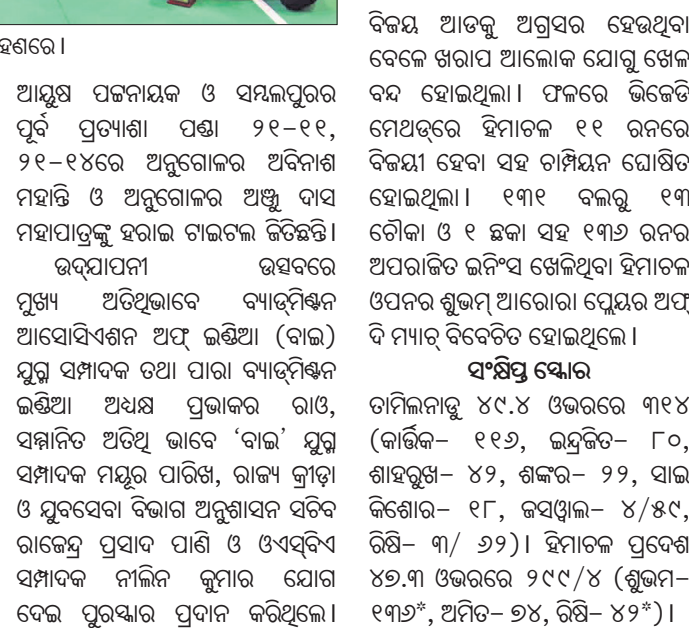 ହଣରେ।
ଆୟୁଷ ପଟ୍ଟନାୟକ ଓ ସମ୍ବଲପୁରର
ପୂର୍ବ ପ୍ରତ୍ୟାଶା ପଣ୍ଡା ୨୧–୧୧,
୨୧–୧୪ରେ ଅନୁଗୋଳର ଅବିନାଶ
ମହାନ୍ତି ଓ ଅନୁଗୋଳର ଅଞ୍ଜୁ ଦାସ
ମହାପାତ୍ରଙ୍କୁ ହରାଇ ଟାଇଟଲ ଜିତିଛନ୍ତି।
ଉଦ୍‌ଯାପନୀ ଉତ୍ସବରେ
ମୁଖ୍ୟ ଅତିଥିଭାବେ ବ୍ୟାଡ୍‌ମିଣ୍ଟନ
ଆସୋସିଏଶନ ଅଫ୍ ଇଣ୍ଡିଆ (ବାଇ)
ଯୁଗ୍ମ ସମ୍ପାଦକ ତଥା ପାରା ବ୍ୟାଡ୍‌ମିଣ୍ଟନ
ଇଣ୍ଡିଆ ଅଧ୍ୟକ୍ଷ ପ୍ରଭାକର ରାଓ,
ସମ୍ମାନିତ ଅତିଥି ଭାବେ ‘ବାଇ’ ଯୁଗ୍ମ
ସମ୍ପାଦକ ମୟୂର ପାରିଖ, ରାଜ୍ୟ କ୍ରୀଡ଼ା
ଓ ଯୁବସେବା ବିଭାଗ ଅନୁଶାସନ ସଚିବ
ରାଜେନ୍ଦ୍ର ପ୍ରସାଦ ପାଣି ଓ ଓଏସ୍‌ବିଏ
ସମ୍ପାଦକ ନୀଲିନ କୁମାର ଯୋଗ
ଦେଇ ପୁରସ୍କାର ପ୍ରଦାନ କରିଥିଲେ।
ବିଜୟ ଆଡକୁ ଅଗ୍ରସର ହେଉଥିବା
ବେଳେ ଖରାପ ଆଲୋକ ଯୋଗୁ ଖେଳ
ବନ୍ଦ ହୋଇଥିଲା। ଫଳରେ ଭିଜେଡି
ମେଥଡ୍‌ରେ ହିମାଚଳ ୧୧ ରନରେ
ବିଜୟୀ ହେବା ସହ ଚାମ୍ପିୟନ ଘୋଷିତ
ହୋଇଥିଲା। ୧୩୧ ବଲରୁ ୧୩
ଚୌକା ଓ ୧ ଛକା ସହ ୧୩୬ ରନର
ଅପରାଜିତ ଇନିଂସ ଖେଳିଥିବା ହିମାଚଳ
ଓପନର ଶୁଭମ୍ ଆରୋରା ପ୍ଲେୟର ଅଫ୍
ଦି ମ୍ୟାଚ୍ ବିବେଚିତ ହୋଇଥିଲେ।
ସଂକ୍ଷିପ୍ତ ସ୍କୋର
ତାମିଲନାଡୁ ୪୯.୪ ଓଭରରେ ୩୧୪
(କାର୍ତ୍ତିକ– ୧୧୬, ଇନ୍ଦ୍ରଜିତ– ୮୦,
ଶାହରୁଖ– ୪୨, ଶଙ୍କର– ୨୨, ସାଇ
କିଶୋର– ୧୮, ଜସଓ୍ବାଲ– ୪/୫୯,
ରିଷି– ୩/ ୬୨)। ହିମାଚଳ ପ୍ରଦେଶ
୪୭.୩ ଓଭରରେ ୨୯୯/୪ (ଶୁଭମ–
୧୩୬*, ଅମିତ– ୭୪, ରିଷି– ୪୨*)।